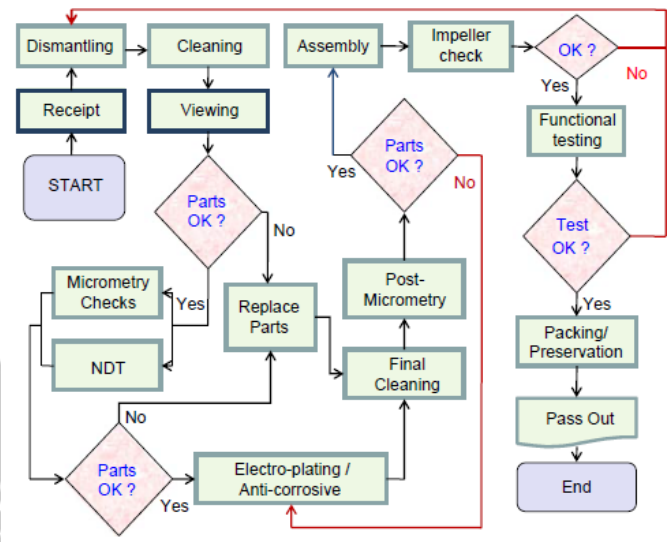 START
Receipt
Dismantling
Cleaning
Viewing
Parts
OK ?
No
Yes
Micrometry
Checks
NDT
Replace
Parts
Parts
OK ?
No
Yes
Electro-plating /
Anti-corrosive
Final
Cleaning
Post-
Micrometry
Parts
OK ?
Yes
No
Assembly
Impeller
check
OK ?
No
Yes
Functional
testing
Test
OK ?
Yes
Packing/
Preservation
Pass Out
End